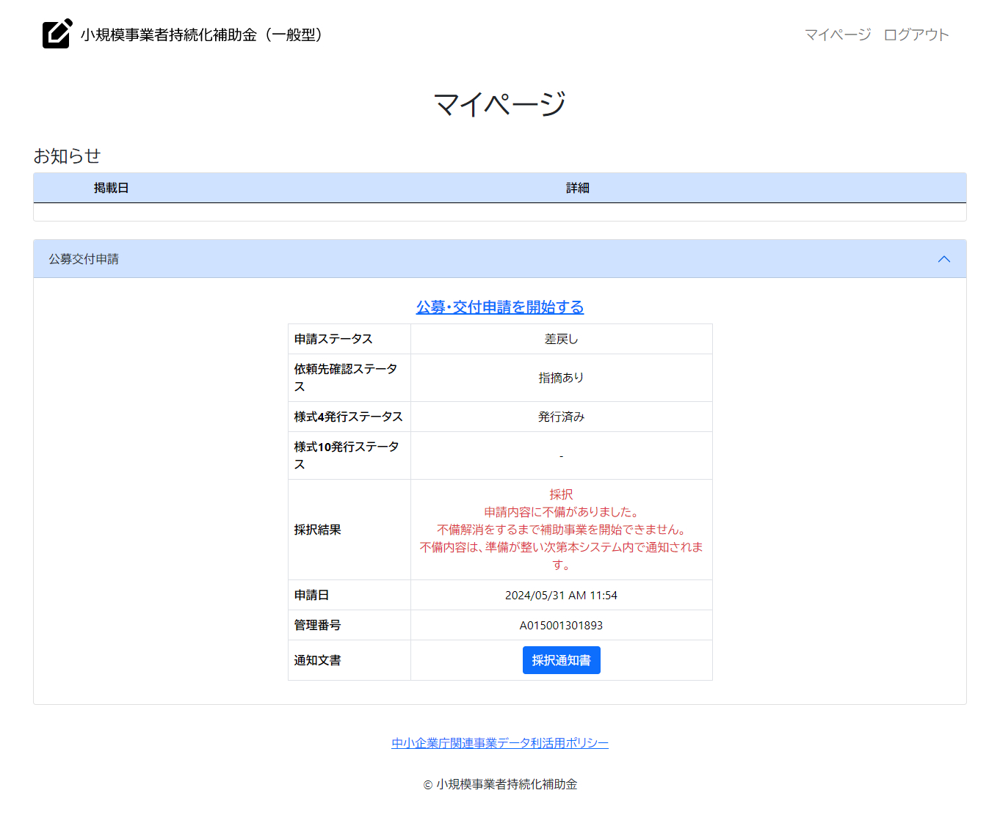 小規模事業者持続化補助金（一般型）
マイページ ログアウト
マイページ
お知らせ
掲載日 詳細
公募交付申請
公募・交付申請を開始する
申請ステータス 差戻し
依頼先確認ステータ
ス
指摘あり
様式4発行ステータス 発行済み
様式10発行ステータ
ス
-
採択結果
採択
申請内容に不備がありました。
不備解消をするまで補助事業を開始できません。
不備内容は、準備が整い次第本システム内で通知されま
す。
申請日 2024/05/31 AM 11:54
管理番号 A015001301893
通知文書 採択通知書
中小企業庁関連事業データ利活用ポリシー
© 小規模事業者持続化補助金